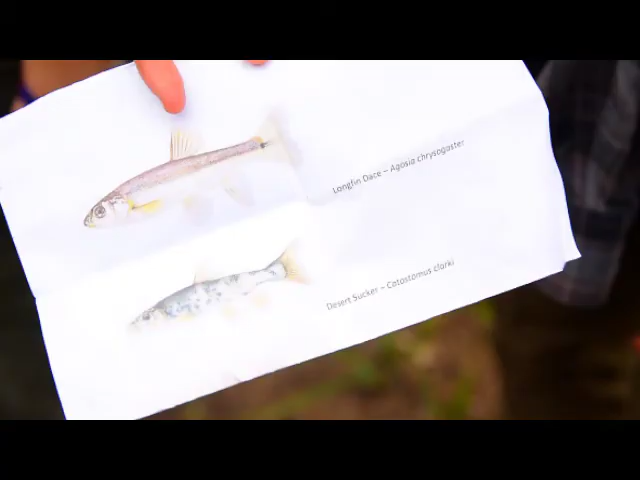 Longfin Dace – Agosia chrysogaster
Desert Sucker – Catostomus clarki